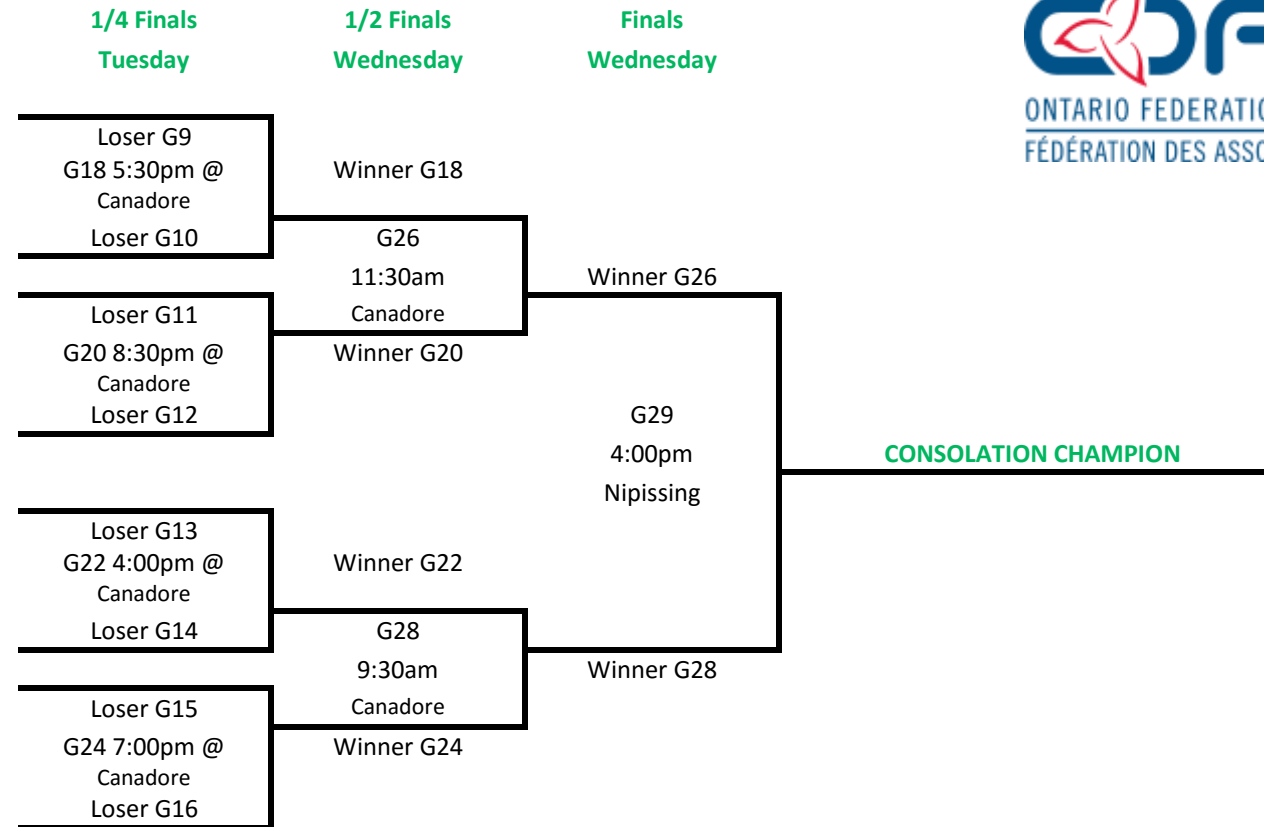 1/4 Finals
1/2 Finals
Finals
Tuesday
Wednesday
Wednesday
ONTARIO
FÉDÉRATION DES
Loser G9
G18 5:30pm @
Canadore
Loser G10
Winner G18
G26
11:30am
Canadore
Winner G20
Winner G26
Loser G11
G20 8:30pm @
Canadore
Loser G12
G29
4:00pm
Nipissing
CONSOLATION CHAMPION
Loser G13
G22 4:00pm @
Canadore
Loser G14
Winner G22
G28
9:30am
Canadore
Winner G24
Winner G28
Loser G15
G24 7:00pm @
Canadore
Loser G16